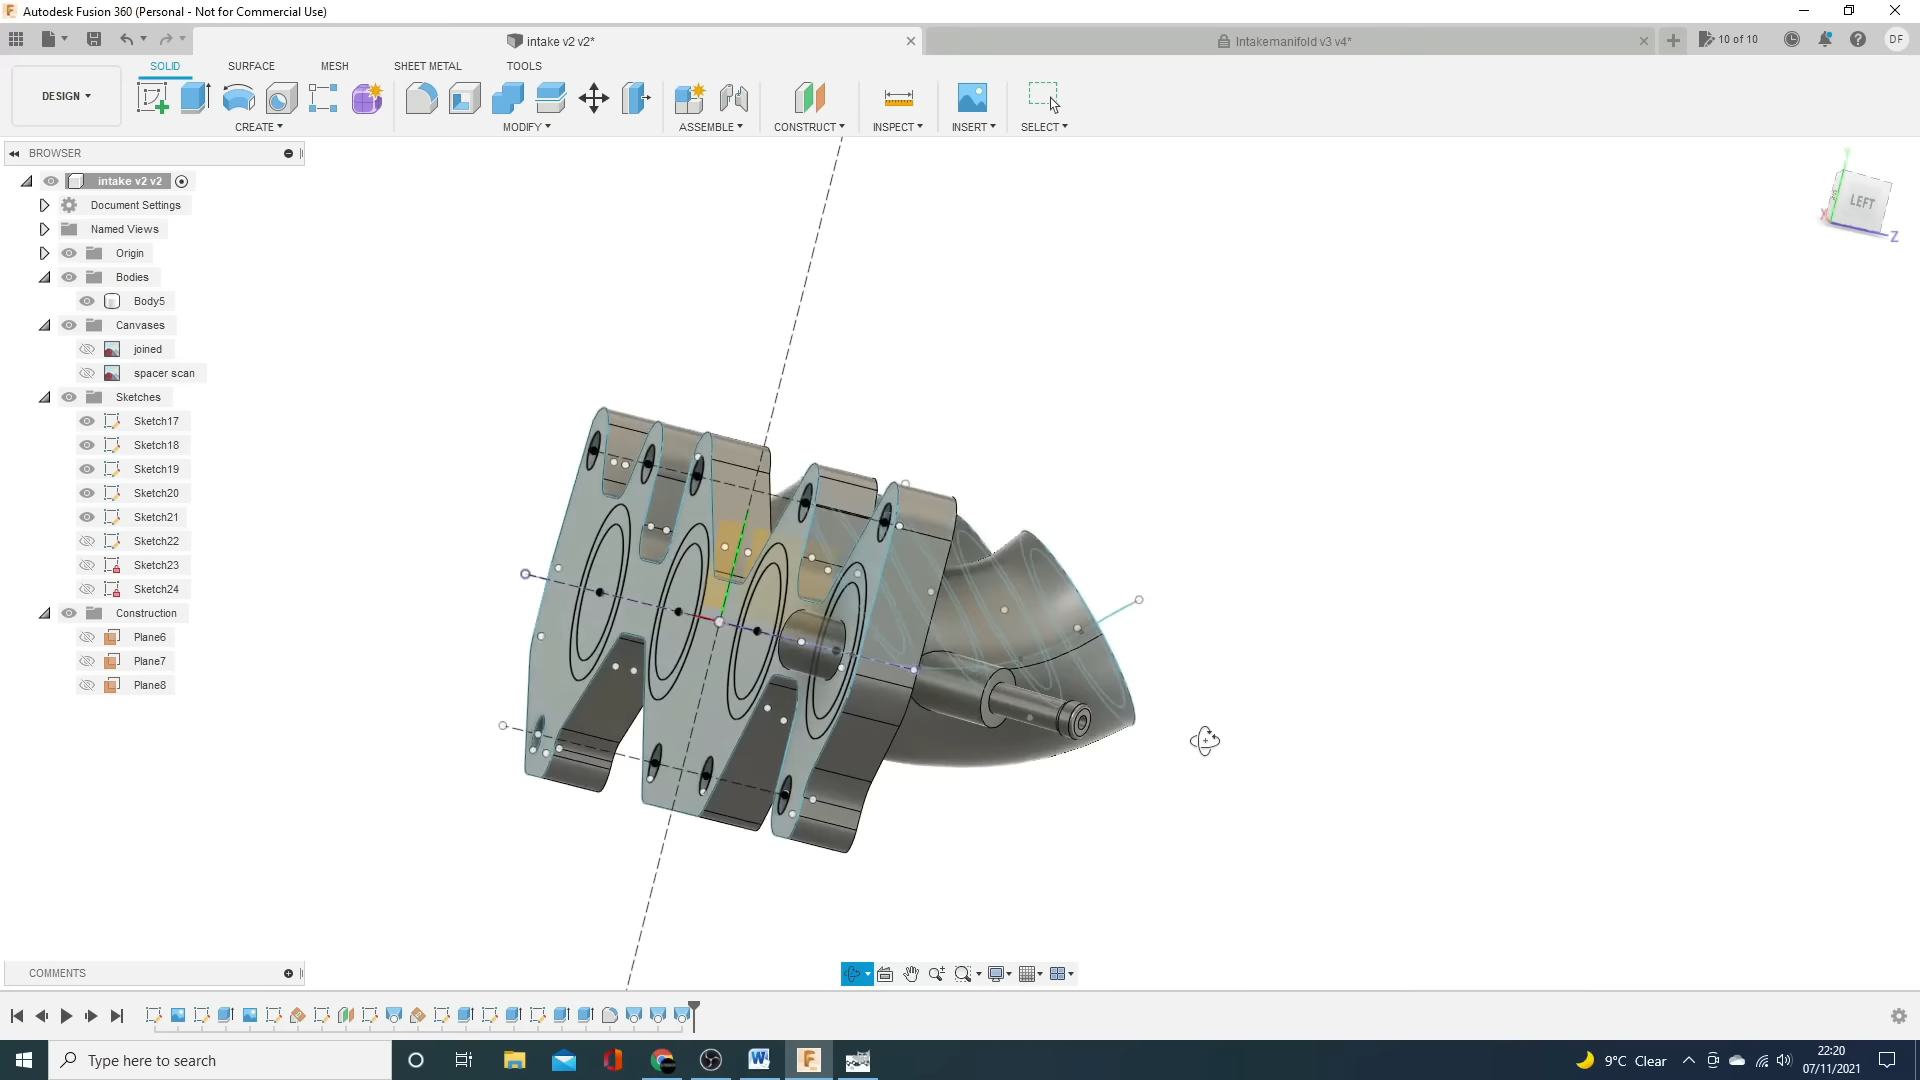 Autodesk Fusion 360 (Personal - Not for Commercial Use)
intake v2 v2*
Intakemanifold v3 v4*
10 of 10
DF
SOLID
SURFACE
MESH
SHEET METAL
TOOLS
DESIGN
CREATE
MODIFY
ASSEMBLE
CONSTRUCT
INSPECT
INSERT
SELECT
BROWSER
intake v2 v2
Document Settings
Named Views
Origin
Bodies
Body5
Canvases
joined
spacer scan
Sketches
Sketch17
Sketch18
Sketch19
Sketch20
Sketch21
Sketch22
Sketch23
Sketch24
Construction
Plane6
Plane7
Plane8
LEFT
Y
X
Z
COMMENTS
Type here to search
9°C Clear
22:20
07/11/2021